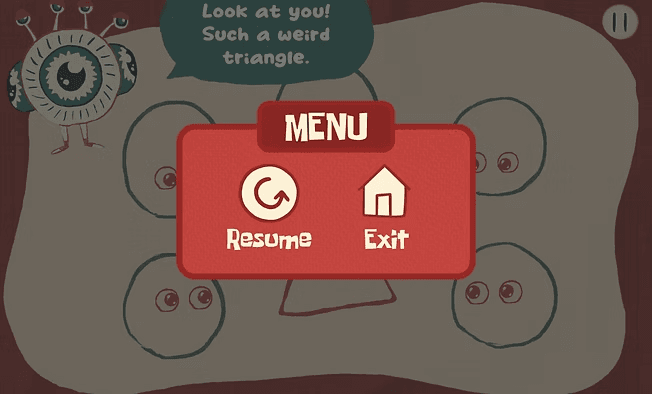 Look at you!
Such a weird
triangle.
MENU
Resume
Exit